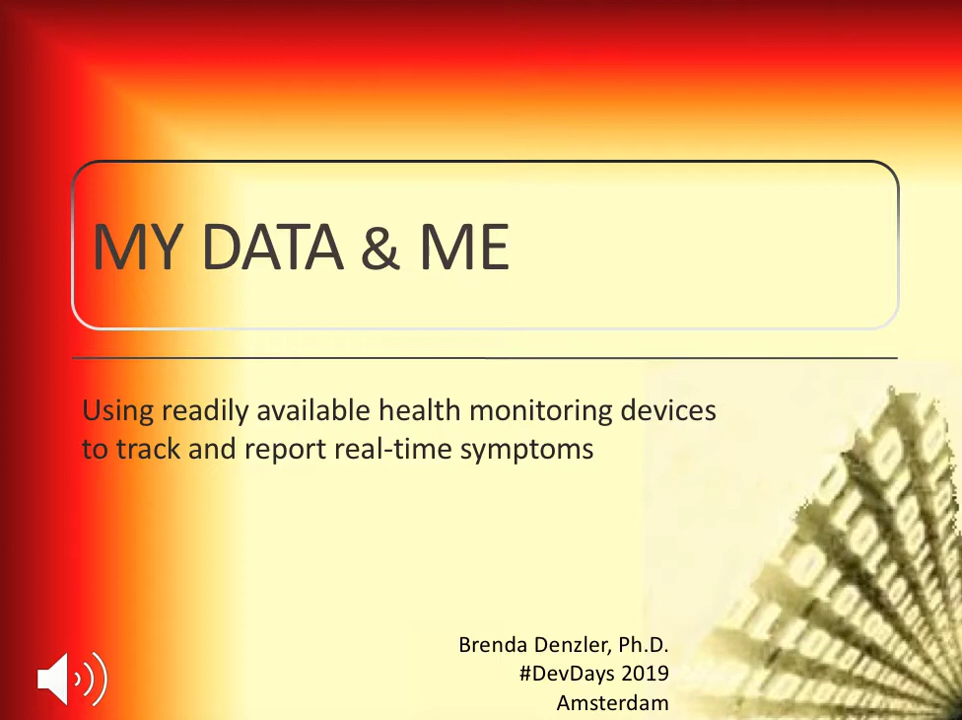 MY DATA & ME
Using readily available health monitoring devices
to track and report real-time symptoms
Brenda Denzler, Ph.D.
#DevDays 2019
Amsterdam